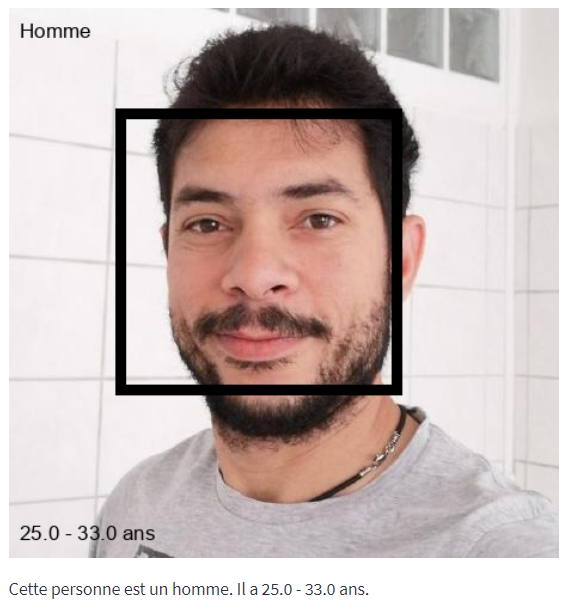 Homme
25.0 - 33.0 ans
Cette personne est un homme. Il a 25.0 - 33.0 ans.